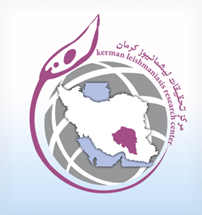 مرکز تحقیقات لیشمانیوز کرمان
kerman leishmaniasis research center